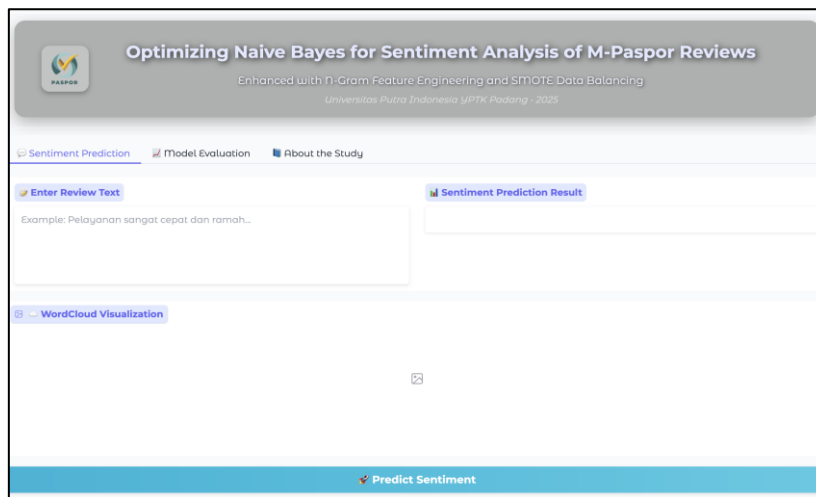 PASPOR
Optimizing Naive Bayes for Sentiment Analysis of M-Paspor Reviews
Enhanced with N-Gram Feature Engineering and SMOTE Data Balancing
Universitas Putra Indonesia YPTK Padang - 2025
Sentiment Prediction
Model Evaluation
About the Study
Enter Review Text
Example: Pelayanan sangat cepat dan ramah...
Sentiment Prediction Result
WordCloud Visualization
Predict Sentiment